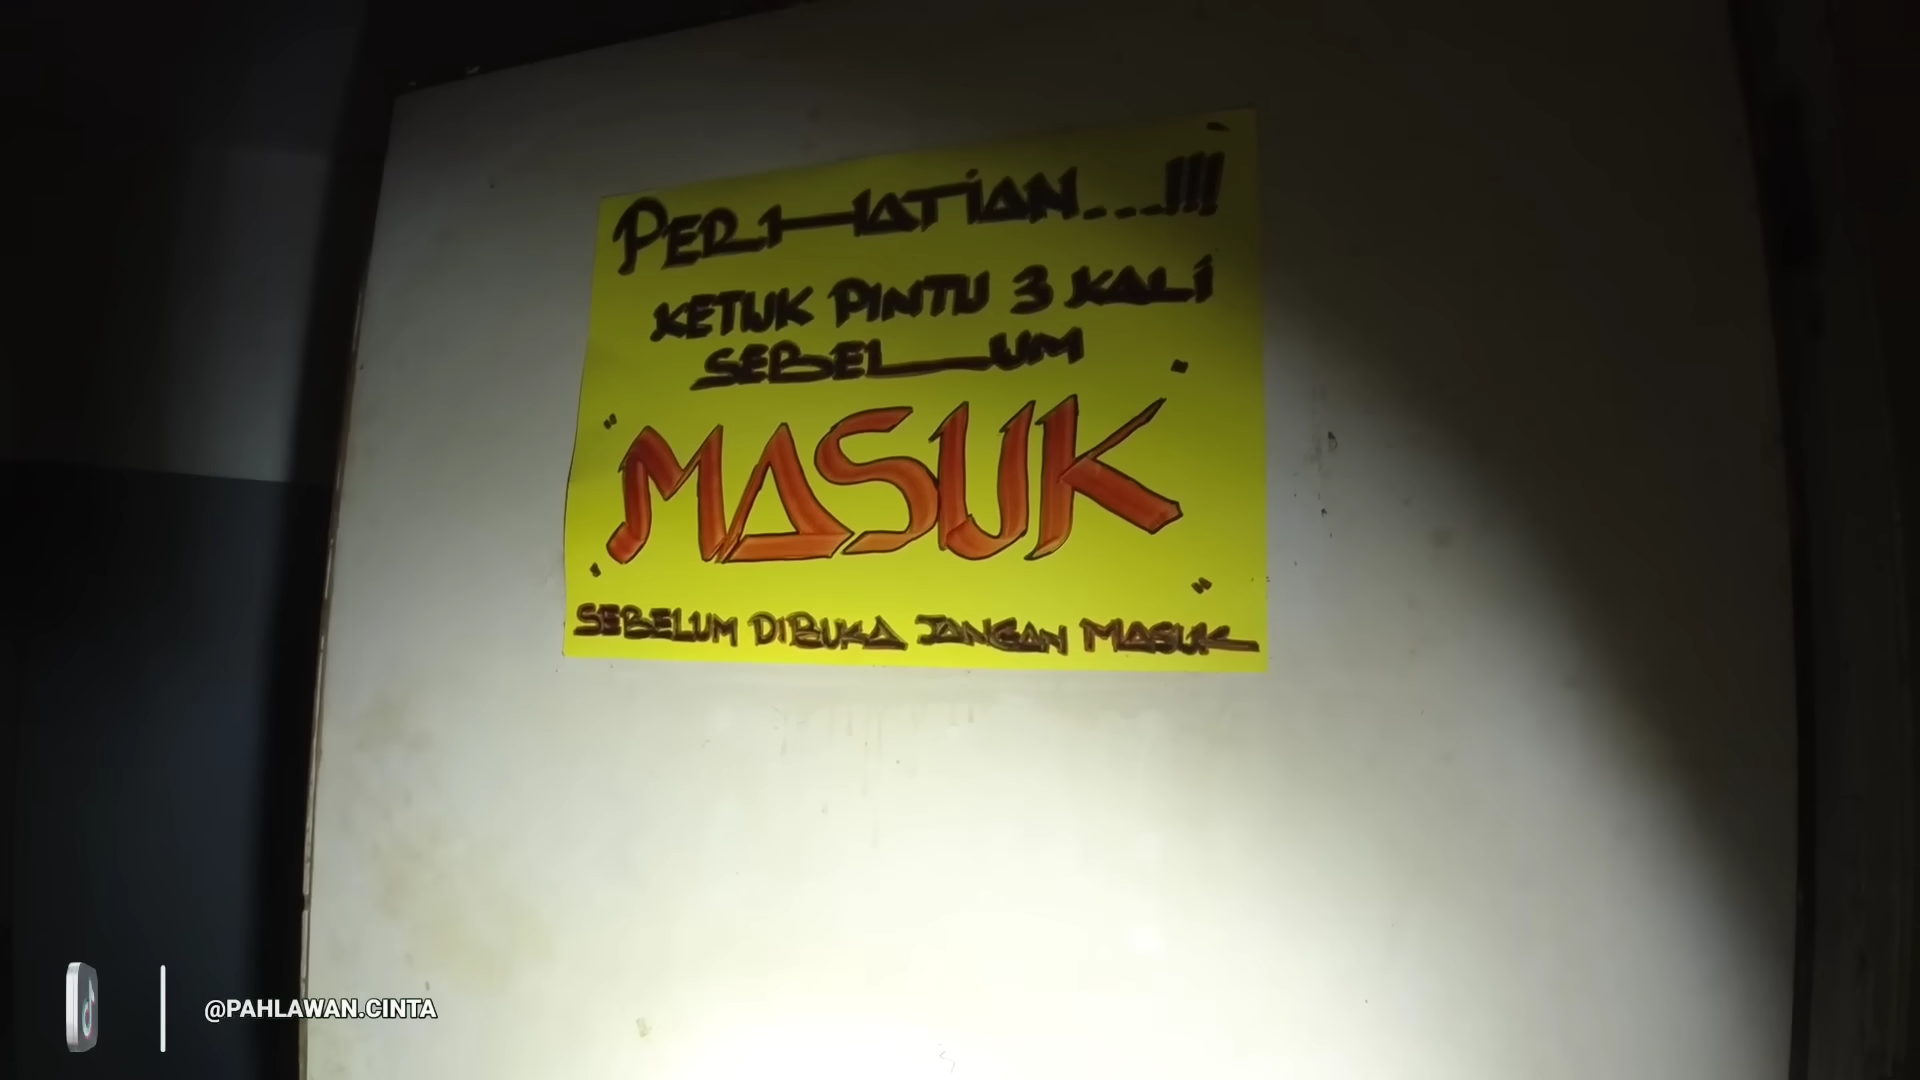 PERHATIAN...!!!
KETUK PINTU 3 KALI
SEBELUM
"MASUK"
SEBELUM DIBUKA JANGAN MASUK
@PAHLAWAN.CINTA